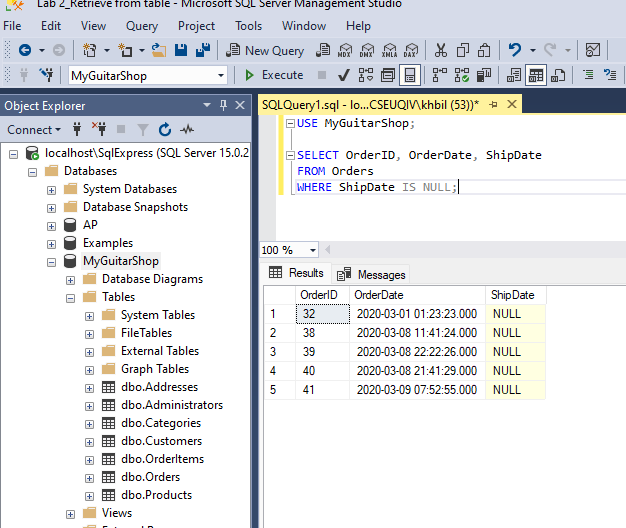 Lab 2_Retrieve from table - Microsoft SQL Server Management Studio
File Edit View Query Project Tools Window Help
New Query MDX DMX XMLA DAX
MyGuitarShop Execute
Object Explorer
Connect
localhost\SqlExpress (SQL Server 15.0.2
Databases
System Databases
Database Snapshots
AP
Examples
MyGuitarShop
Database Diagrams
Tables
System Tables
FileTables
External Tables
Graph Tables
dbo.Addresses
dbo.Administrators
dbo.Categories
dbo.Customers
dbo.OrderItems
dbo.Orders
dbo.Products
Views
SQLQuery1.sql - lo...CSEUQIV\khbil (53))*
USE MyGuitarShop;
SELECT OrderID, OrderDate, ShipDate
FROM Orders
WHERE ShipDate IS NULL;
100 %
Results Messages
OrderID OrderDate ShipDate
1 32 2020-03-01 01:23:23.000 NULL
2 38 2020-03-08 11:41:24.000 NULL
3 39 2020-03-08 22:22:26.000 NULL
4 40 2020-03-08 21:41:29.000 NULL
5 41 2020-03-09 07:52:55.000 NULL